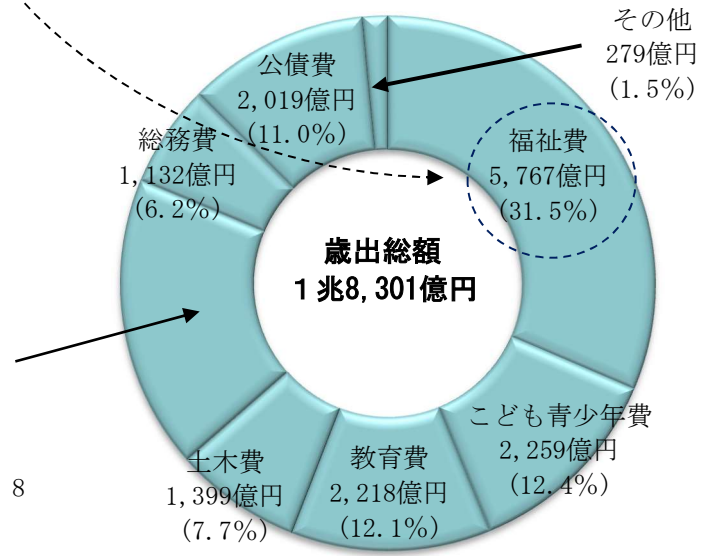 その他
279億円
(1.5%)
公債費
2,019億円
(11.0%)
総務費
1,132億円
(6.2%)
福祉費
5,767億円
(31.5%)
歳出総額
1兆8,301億円
こども青少年費
2,259億円
(12.4%)
教育費
2,218億円
(12.1%)
土木費
1,399億円
(7.7%)
8